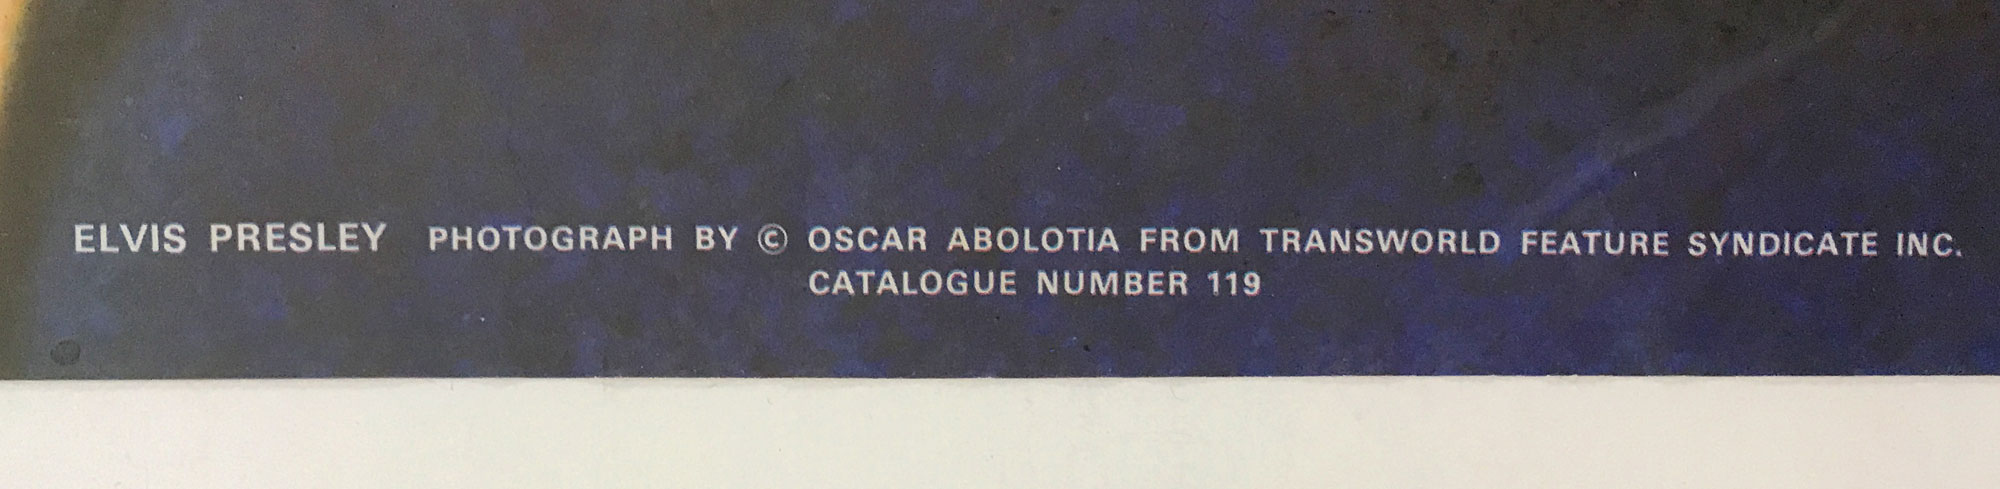 ELVIS PRESLEY PHOTOGRAPH BY © OSCAR ABOLOTIA FROM TRANSWORLD FEATURE SYNDICATE INC.
CATALOGUE NUMBER 119